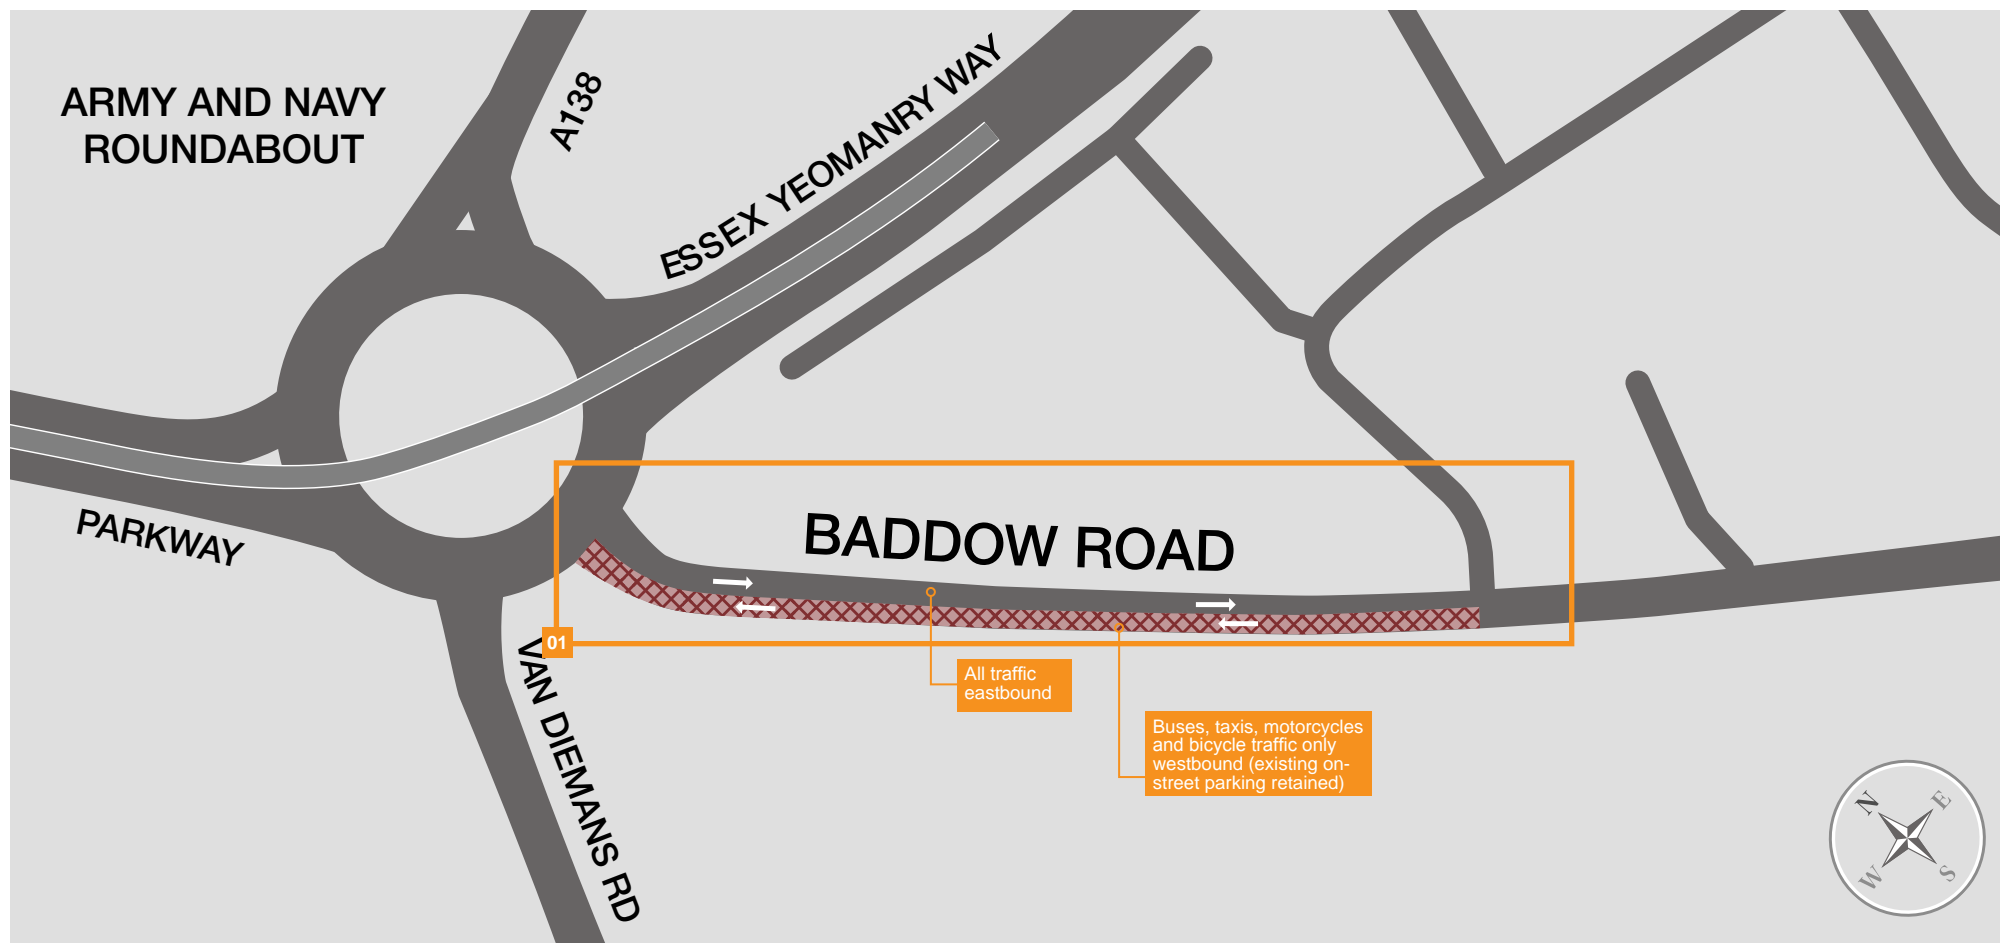 ARMY AND NAVY
ROUNDABOUT
A138
ESSEX YEOMANRY WAY
PARKWAY
BADDOW ROAD
01
VAN DIEMANS RD
All traffic
eastbound
Buses, taxis, motorcycles
and bicycle traffic only
westbound (existing on-
street parking retained)
N
E
W
S